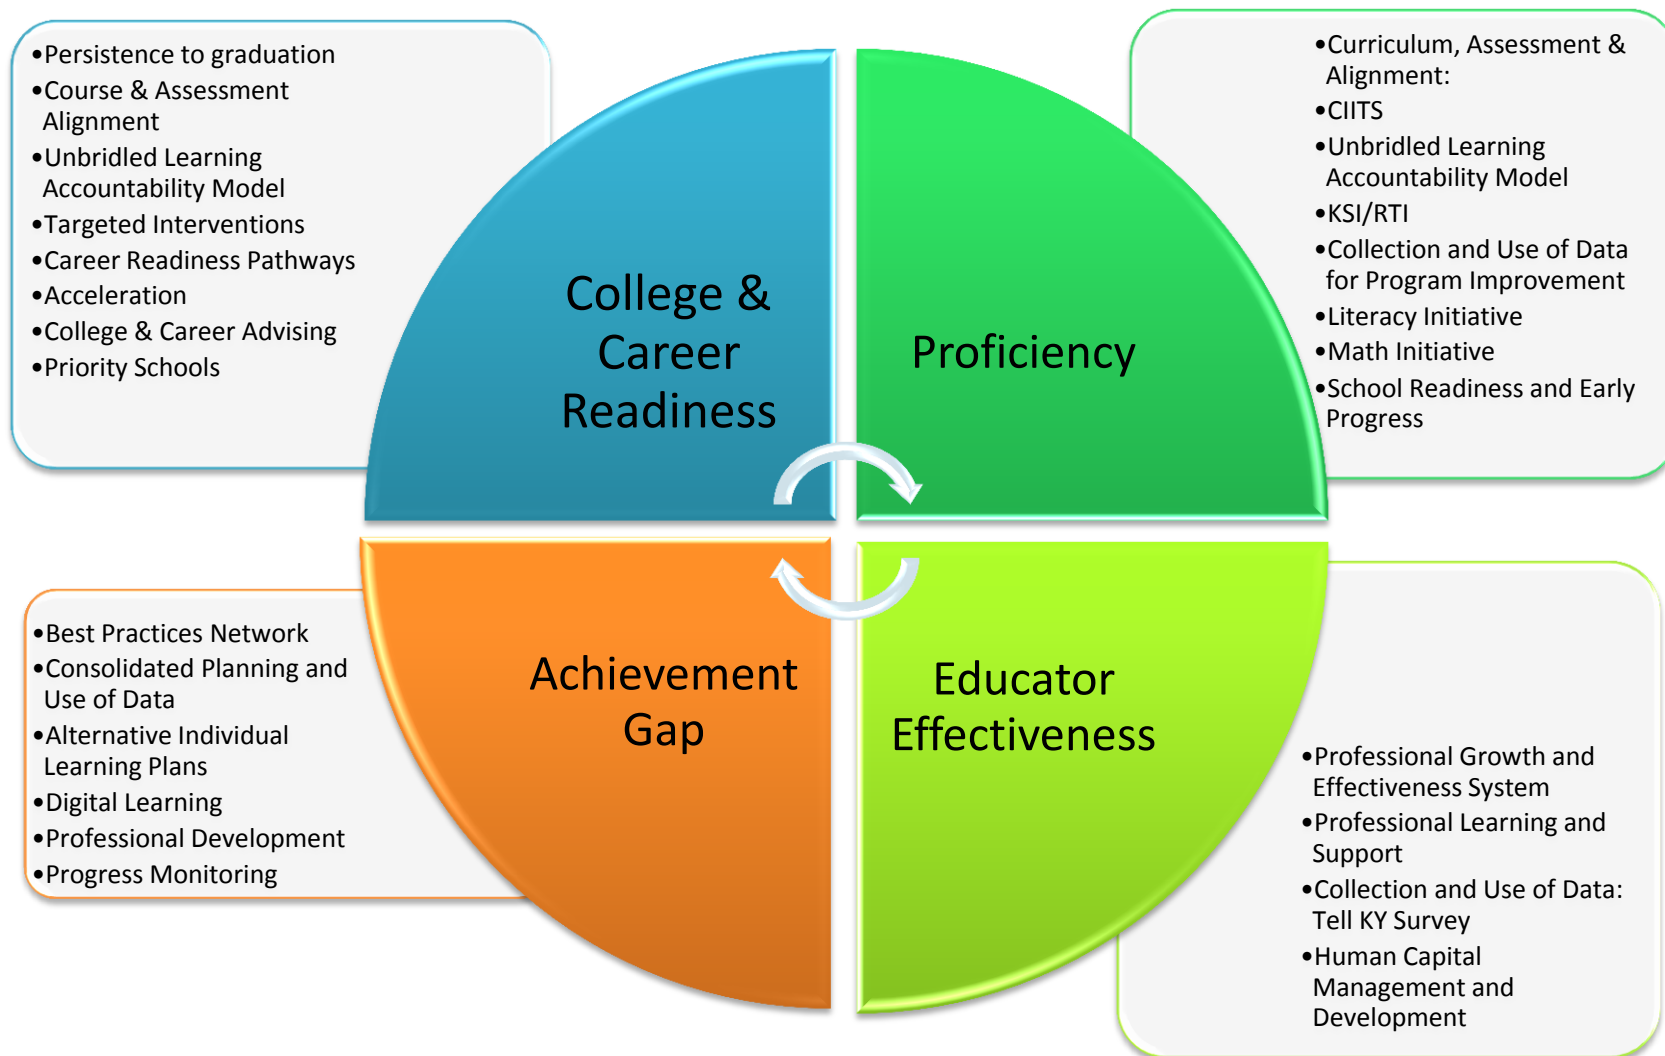 •Persistence to graduation
•Course & Assessment
Alignment
•Unbridled Learning
Accountability Model
•Targeted Interventions
•Career Readiness Pathways
•Acceleration
•College & Career Advising
•Priority Schools
College &
Career
Readiness
Proficiency
•Curriculum, Assessment &
Alignment:
•CIITS
•Unbridled Learning
Accountability Model
•KSI/RTI
•Collection and Use of Data
for Program Improvement
•Literacy Initiative
•Math Initiative
•School Readiness and Early
Progress
•Best Practices Network
•Consolidated Planning and
Use of Data
•Alternative Individual
Learning Plans
•Digital Learning
•Professional Development
•Progress Monitoring
Achievement
Gap
Educator
Effectiveness
•Professional Growth and
Effectiveness System
•Professional Learning and
Support
•Collection and Use of Data:
Tell KY Survey
•Human Capital
Management and
Development